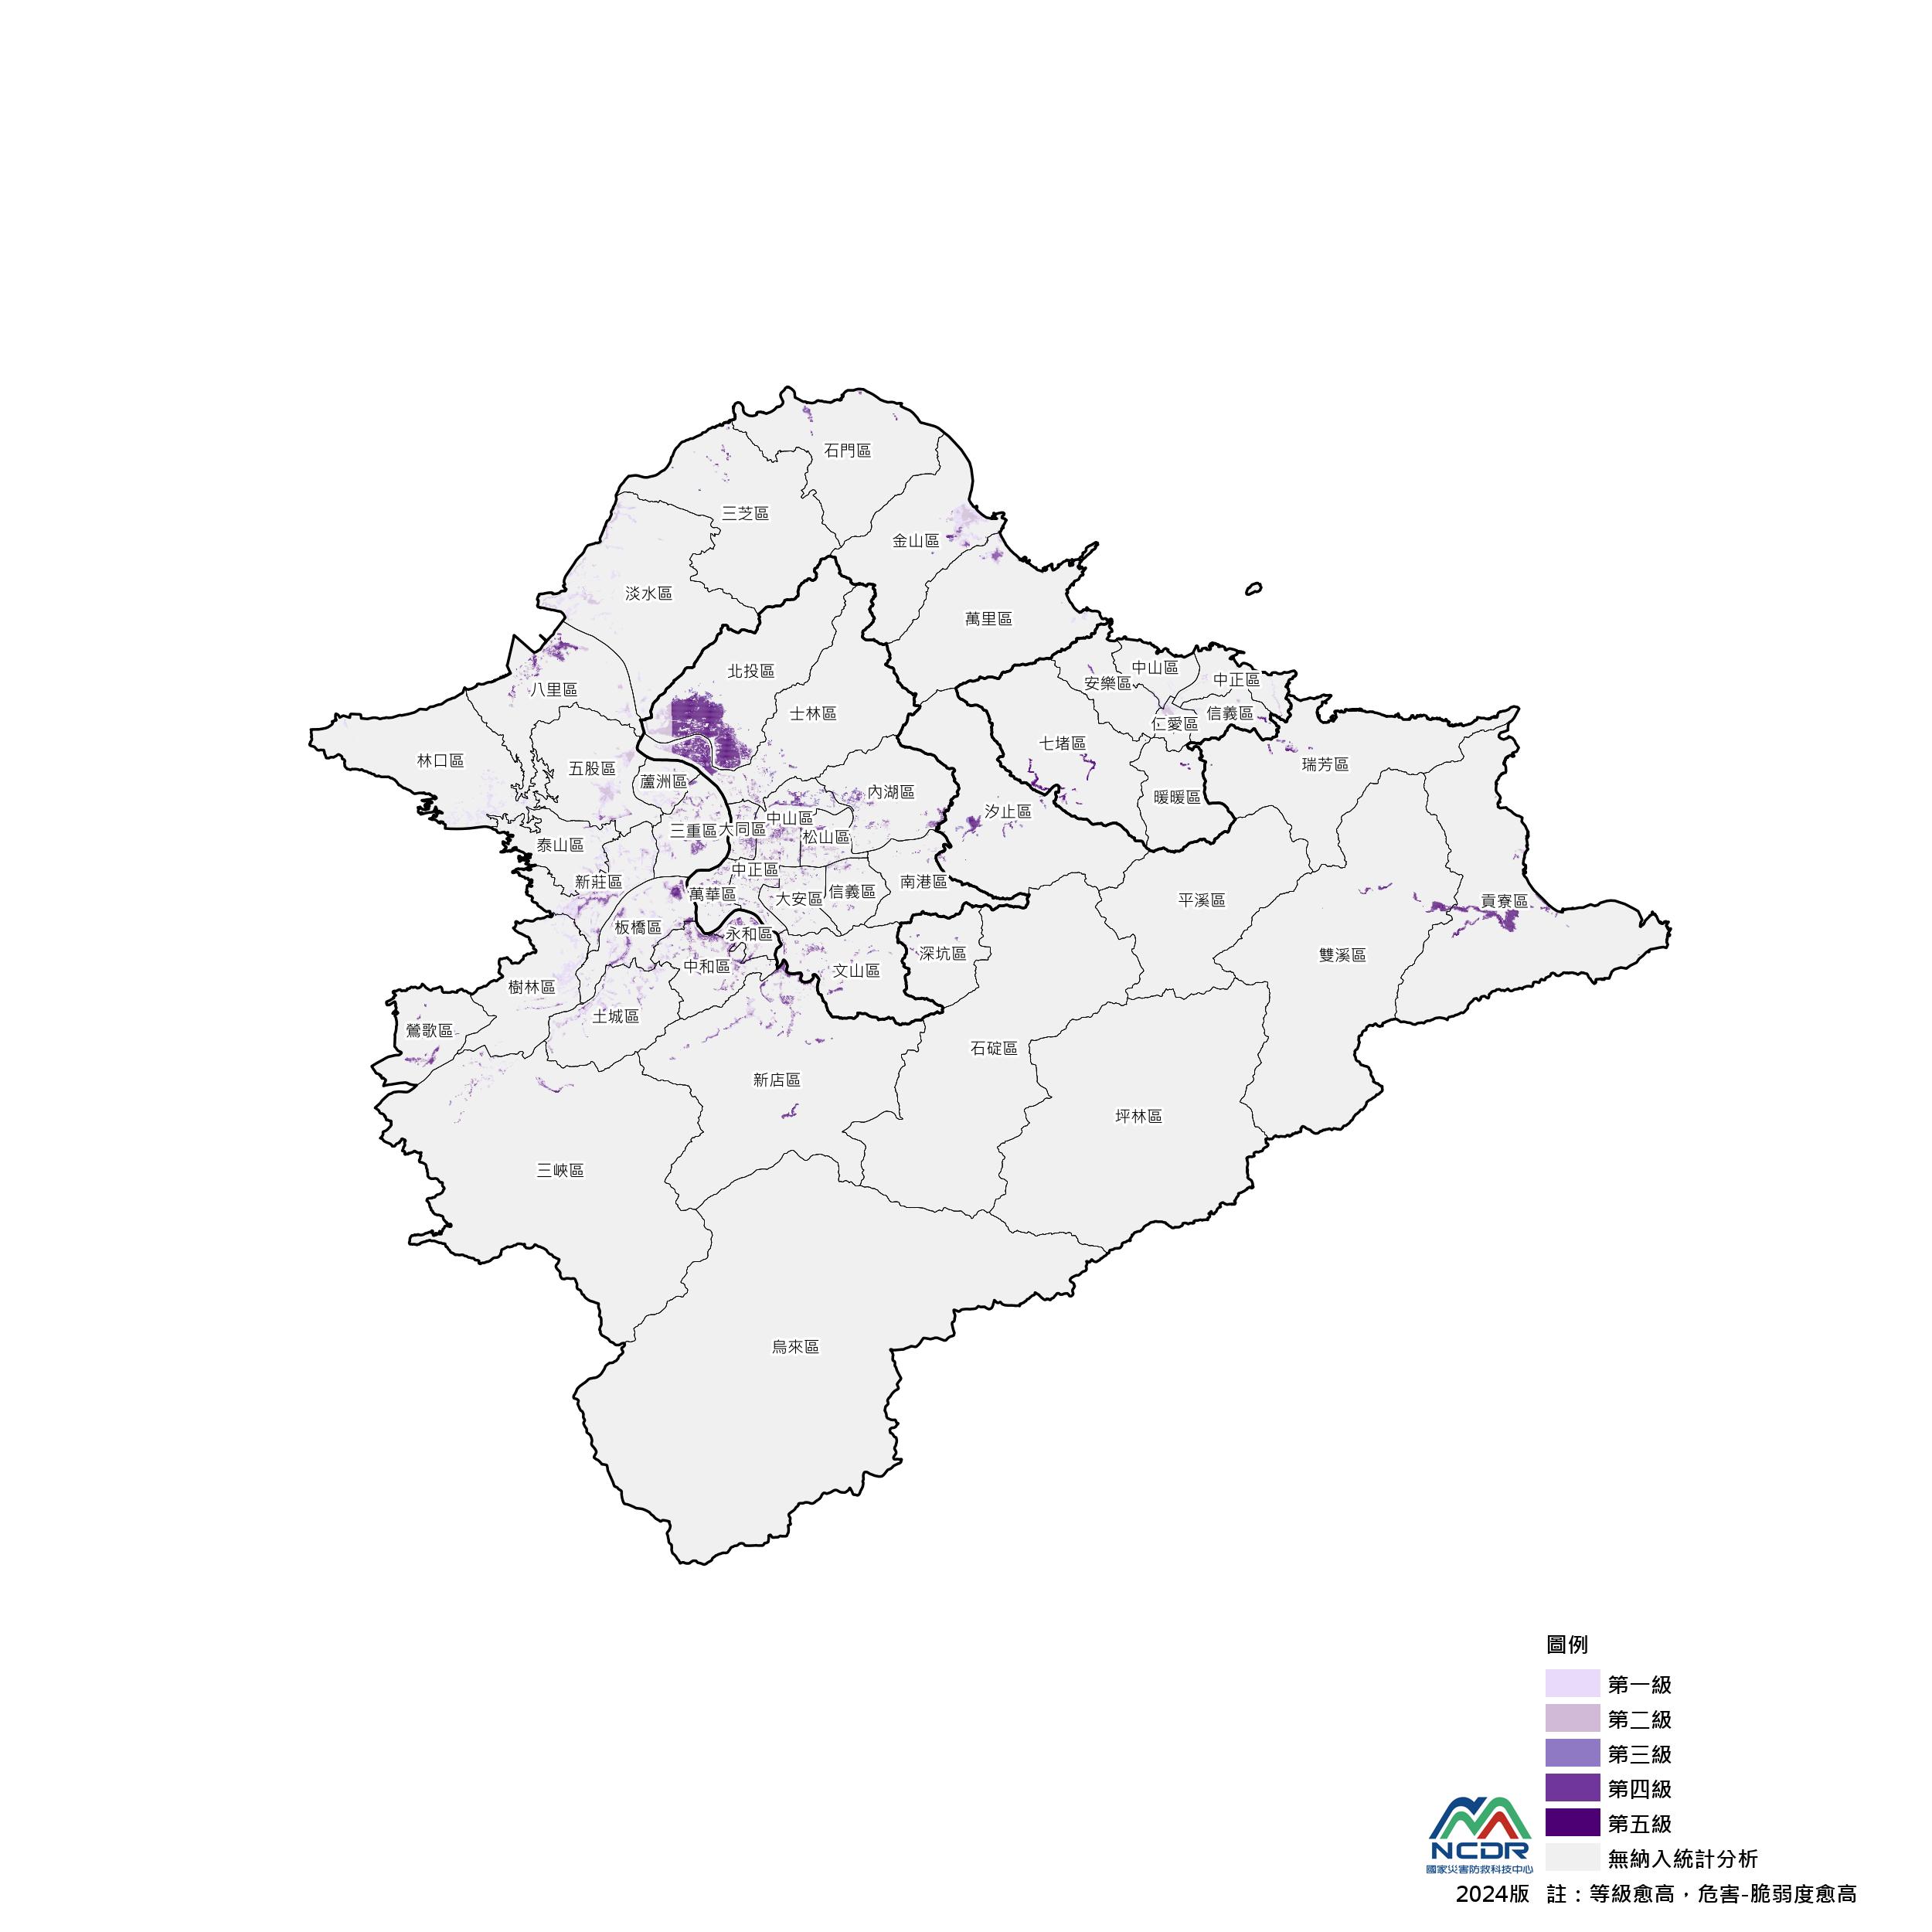 石門區
三芝區
金山區
淡水區
萬里區
北投區
中山區
中正區
安樂區
八里區
士林區
信義區
仁愛區
七堵區
林口區
五股區
瑞芳區
蘆洲區
內湖區
暖暖區
汐止區
中山區
三重區
大同區
松山區
泰山區
中正區
新莊區
信義區
南港區
萬華區
大安區
平溪區
貢寮區
板橋區
永和區
深坑區
雙溪區
中和區
文山區
樹林區
土城區
鶯歌區
石碇區
新店區
坪林區
三峽區
烏來區
圖例
第一級
第二級
第三級
第四級
第五級
無納入統計分析
NCDR
國家災害防救科技中心
2024版 註：等級愈高，危害-脆弱度愈高